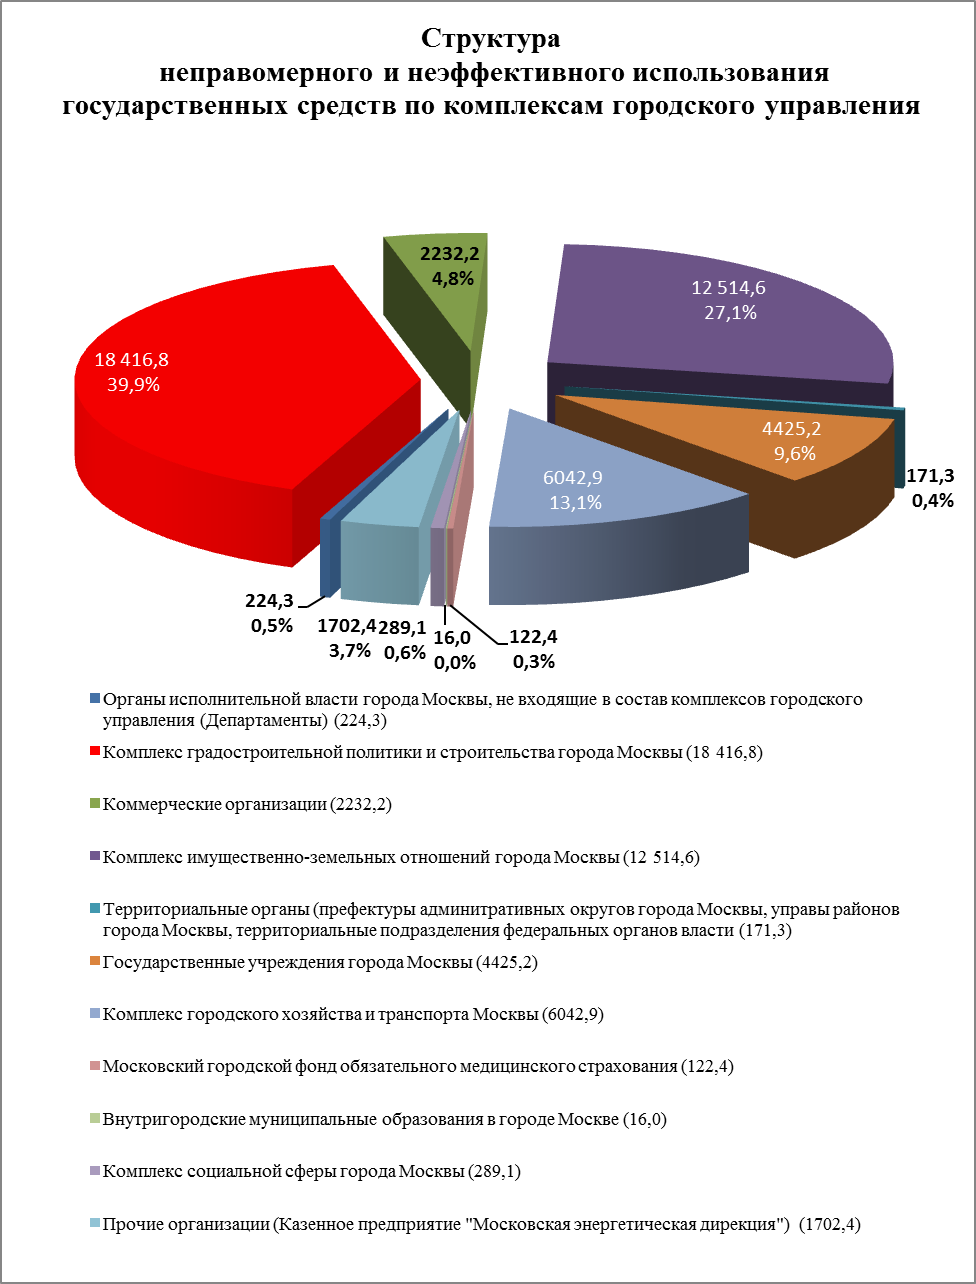 Структура
неправомерного и неэффективного использования
государственных средств по комплексам городского управления
2232,2
4,8%
12 514,6
27,1%
18 416,8
39,9%
4425,2
9,6%
171,3
0,4%
6042,9
13,1%
224,3
0,5%
1702,4
3,7%
289,1
0,6%
16,0
0,0%
122,4
0,3%
Органы исполнительной власти города Москвы, не входящие в состав комплексов городского
управления (Департаменты) (224,3)
Комплекс градостроительной политики и строительства города Москвы (18 416,8)
Коммерческие организации (2232,2)
Комплекс имущественно-земельных отношений города Москвы (12 514,6)
Территориальные органы (префектуры админитративных округов города Москвы, управы районов
города Москвы, территориальные подразделения федеральных органов власти (171,3)
Государственные учреждения города Москвы (4425,2)
Комплекс городского хозяйства и транспорта Москвы (6042,9)
Московский городской фонд обязательного медицинского страхования (122,4)
Внутригородские муниципальные образования в городе Москве (16,0)
Комплекс социальной сферы города Москвы (289,1)
Прочие организации (Казенное предприятие "Московская энергетическая дирекция") (1702,4)